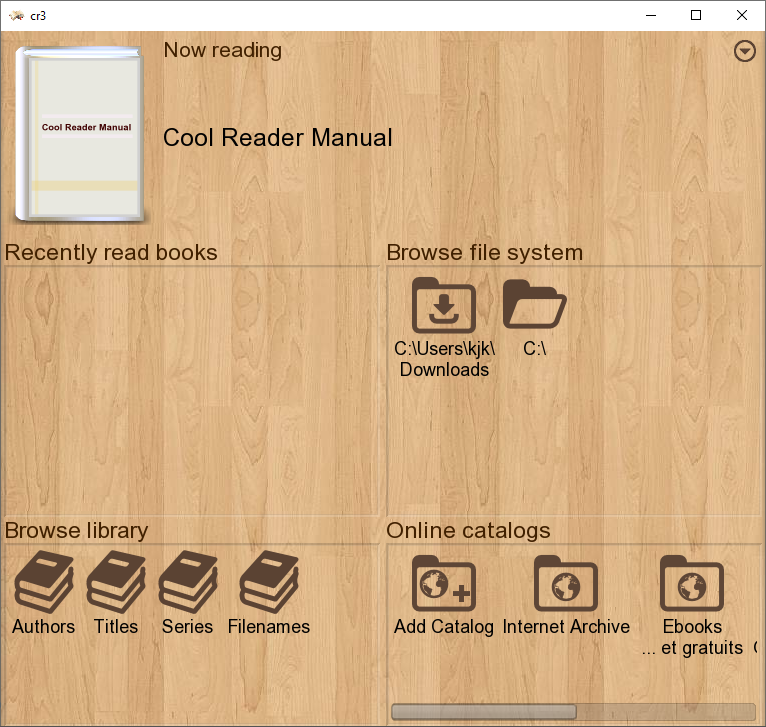 cr3
Now reading
Cool Reader Manual
Cool Reader Manual
Recently read books
Browse file system
C:\Users\kjk\
Downloads
C:\
Browse library
Authors
Titles
Series
Filenames
Online catalogs
Add Catalog
Internet Archive
Ebooks
... et gratuits